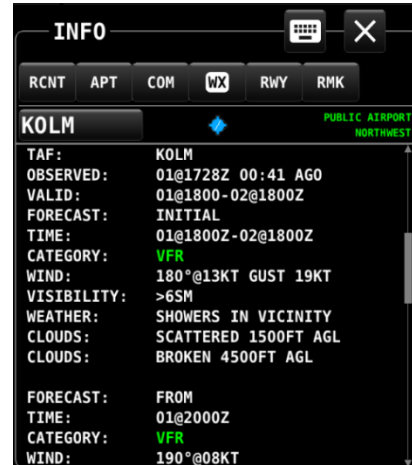 INFO
RCNT APT COM WX RWY RMK
KOLM
PUBLIC AIRPORT
NORTHWEST
TAF: KOLM
OBSERVED: 01@1728Z 00:41 AGO
VALID: 01@1800-02@1800Z
FORECAST: INITIAL
TIME: 01@1800Z-02@1800Z
CATEGORY: VFR
WIND: 180°@13KT GUST 19KT
VISIBILITY: >6SM
WEATHER: SHOWERS IN VICINITY
CLOUDS: SCATTERED 1500FT AGL
CLOUDS: BROKEN 4500FT AGL
FORECAST: FROM
TIME: 01@2000Z
CATEGORY: VFR
WIND: 190°@08KT